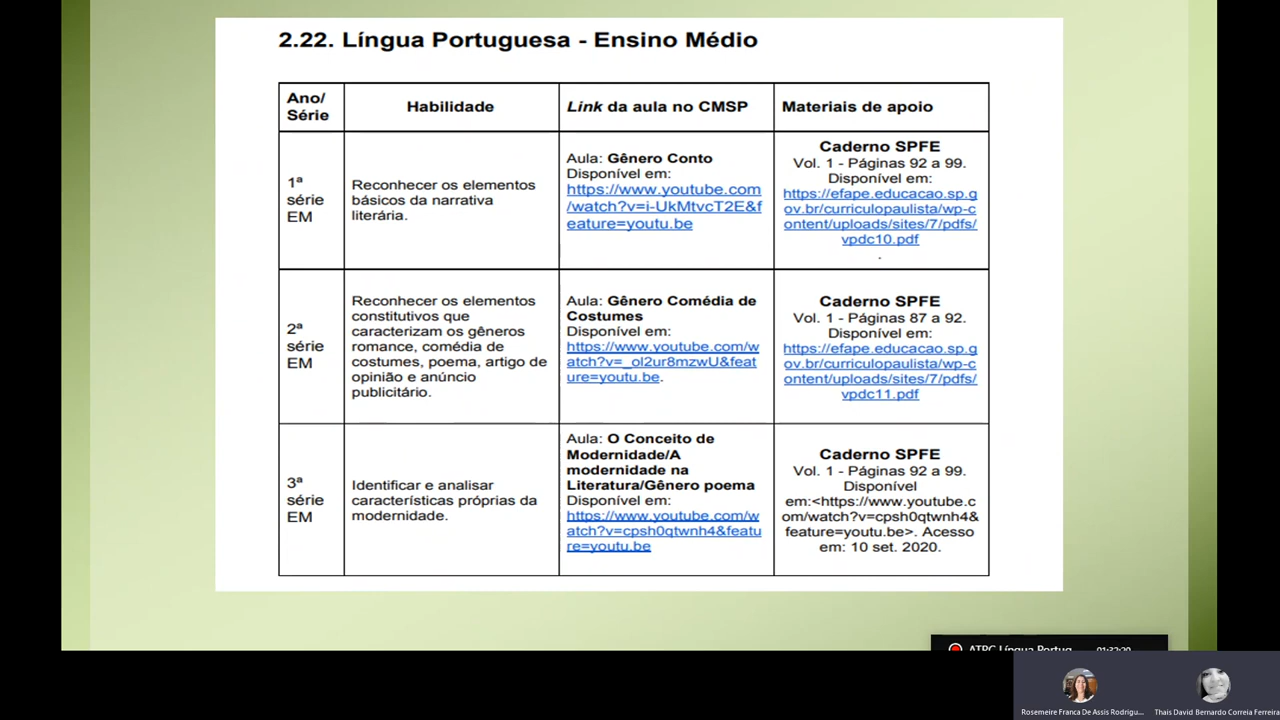 2.22. Língua Portuguesa - Ensino Médio
Ano/
Série
Habilidade
Link da aula no CMSP
Materiais de apoio
1ª
série
EM
Reconhecer os elementos
básicos da narrativa
literária.
Aula: Gênero Conto
Disponível em:
https://www.youtube.com
/watch?v=i-UkMtvcT2E&f
eature=youtu.be
Caderno SPFE
Vol. 1 - Páginas 92 a 99.
Disponível em:
https://efape.educacao.sp.g
ov.br/curriculopaulista/wp-c
ontent/uploads/sites/7/pdfs/
vpdc10.pdf
.
2ª
série
EM
Reconhecer os elementos
constitutivos que
caracterizam os gêneros
romance, comédia de
costumes, poema, artigo de
opinião e anúncio
publicitário.
Aula: Gênero Comédia de
Costumes
Disponível em:
https://www.youtube.com/w
atch?v=_ol2ur8mzwU&feat
ure=youtu.be.
Caderno SPFE
Vol. 1 - Páginas 87 a 92.
Disponível em:
https://efape.educacao.sp.g
ov.br/curriculopaulista/wp-c
ontent/uploads/sites/7/pdfs/
vpdc11.pdf
3ª
série
EM
Identificar e analisar
características próprias da
modernidade.
Aula: O Conceito de
Modernidade/A
modernidade na
Literatura/Gênero poema
Disponível em:
https://www.youtube.com/w
atch?v=cpsh0qtwnh4&featu
re=youtu.be
Caderno SPFE
Vol. 1 - Páginas 92 a 99.
Disponível
em:<https://www.youtube.c
om/watch?v=cpsh0qtwnh4&
feature=youtu.be>. Acesso
em: 10 set. 2020.
ATPC Língua Portug...
01:32:20
Rosemeire Franca De Assis Rodrigu...
Thais David Bernardo Correia Ferreira